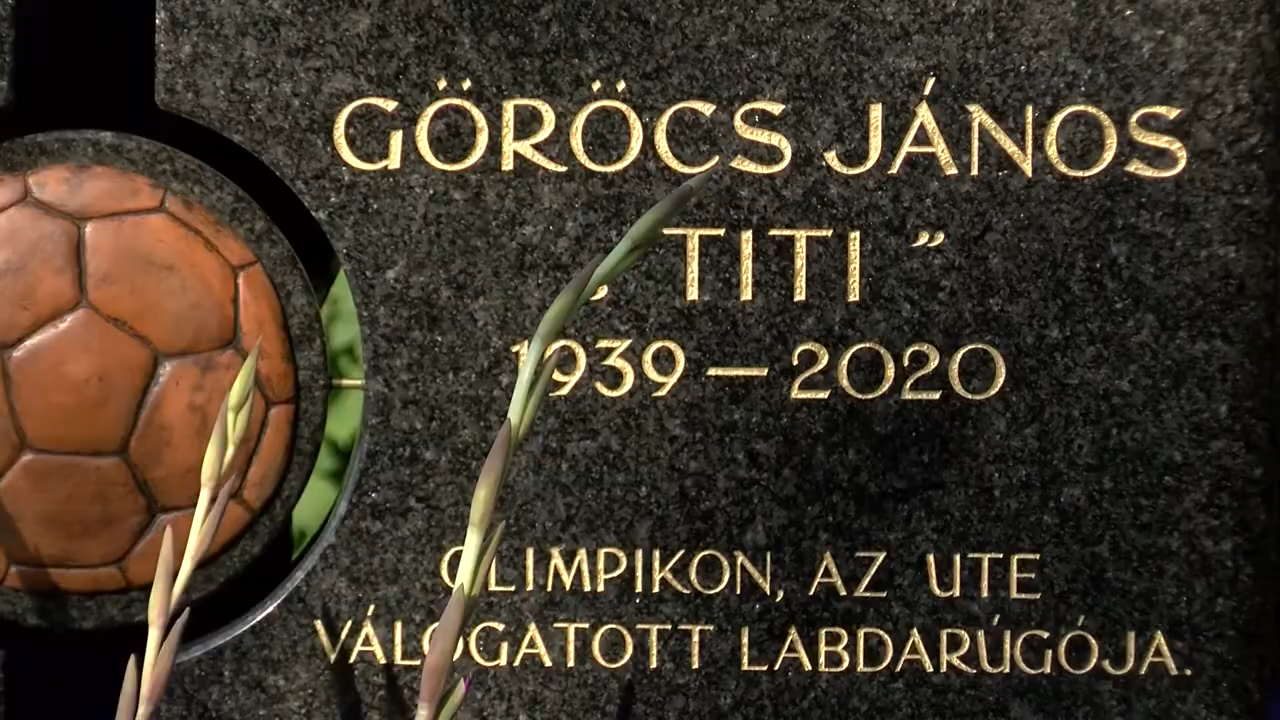 GÖRÖCS JÁNOS
„ TITI ”
1939 – 2020
OLIMPIKON, AZ UTE
VÁLOGATOTT LABDARÚGÓJA.